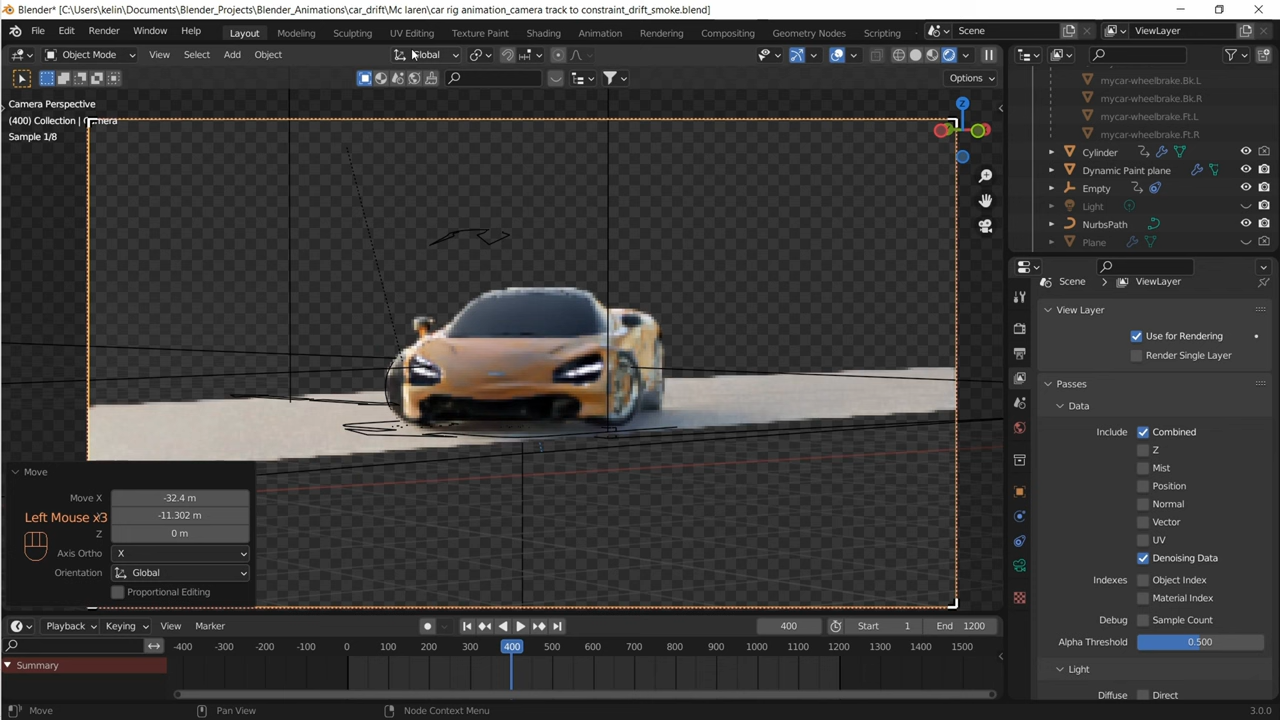 Blender* [C:\Users\kelin\Documents\Blender_Projects\Blender_Animations\car_drift\Mc laren\car rig animation_camera track to constraint_drift_smoke.blend]
File Edit Render Window Help Layout Modeling Sculpting UV Editing Texture Paint Shading Animation Rendering Compositing Geometry Nodes Scripting Scene ViewLayer
Object Mode View Select Add Object Global
Options
Camera Perspective
(400) Collection | Camera
Sample 1/8
Z
mycar-wheelbrake.Bk.L
mycar-wheelbrake.Bk.R
mycar-wheelbrake.Ft.L
mycar-wheelbrake.Ft.R
Cylinder
Dynamic Paint plane
Empty
Light
NurbsPath
Plane
Scene ViewLayer
View Layer
Use for Rendering
Render Single Layer
Passes
Data
Include Combined
Z
Mist
Position
Normal
Vector
UV
Denoising Data
Indexes Object Index
Material Index
Debug Sample Count
Alpha Threshold 0.500
Light
Diffuse Direct
Move
Move X -32.4 m
-11.302 m
Left Mouse x3
Z 0 m
Axis Ortho X
Orientation Global
Proportional Editing
Playback Keying View Marker 400 Start 1 End 1200
-400 -300 -200 -100 0 100 200 300 400 500 600 700 800 900 1000 1100 1200 1300 1400 1500
Summary
Move Pan View Node Context Menu 3.0.0